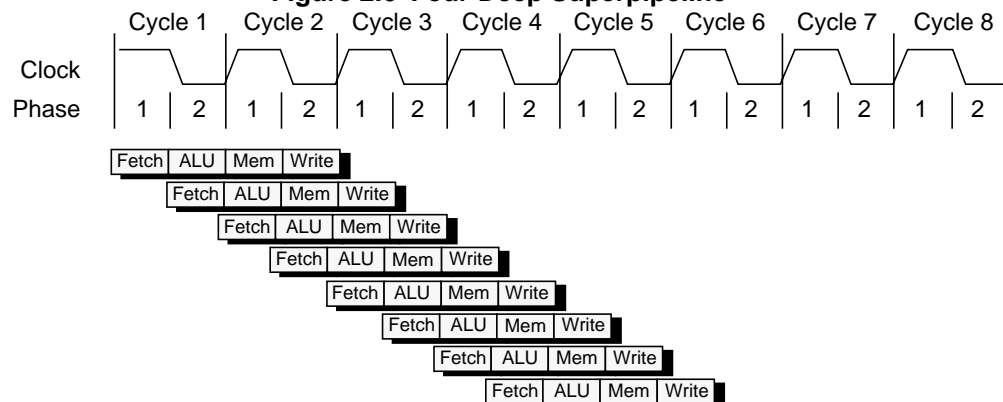 Figure 2.6 Four-Deep Superpipeline
Cycle 1 Cycle 2 Cycle 3 Cycle 4 Cycle 5 Cycle 6 Cycle 7 Cycle 8
Clock
Phase 1 2 1 2 1 2 1 2 1 2 1 2 1 2 1 2
Fetch ALU Mem Write
Fetch ALU Mem Write
Fetch ALU Mem Write
Fetch ALU Mem Write
Fetch ALU Mem Write
Fetch ALU Mem Write
Fetch ALU Mem Write
Fetch ALU Mem Write